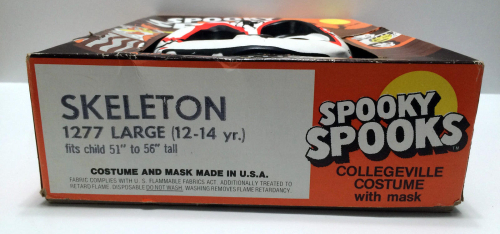 SKELETON
1277 LARGE (12-14 yr.)
fits child 51" to 56" tall
COSTUME AND MASK MADE IN U.S.A.
FABRIC COMPLIES WITH U. S. FLAMMABLE FABRICS ACT. ADDITIONALLY TREATED TO
RETARD FLAME. DISPOSABLE DO NOT WASH. WASHING REMOVES FLAME RETARDANCY.
SPOOKY
SPOOKS
TM
COLLEGEVILLE
COSTUME
with mask